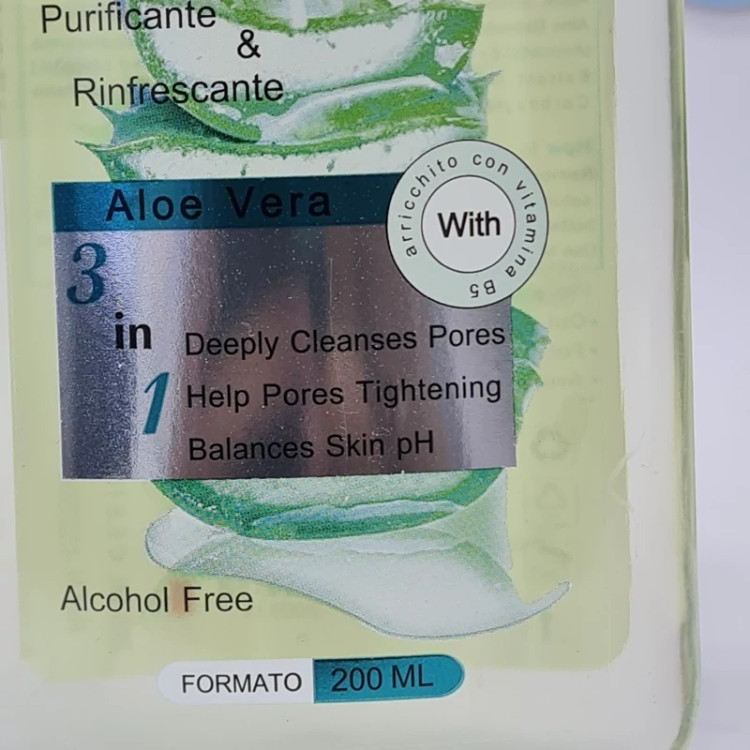 Purificante
&
Rinfrescante
arricchito con vitamina B5
With
Aloe Vera
3
in
1
Deeply Cleanses Pores
Help Pores Tightening
Balances Skin pH
Alcohol Free
FORMATO 200 ML